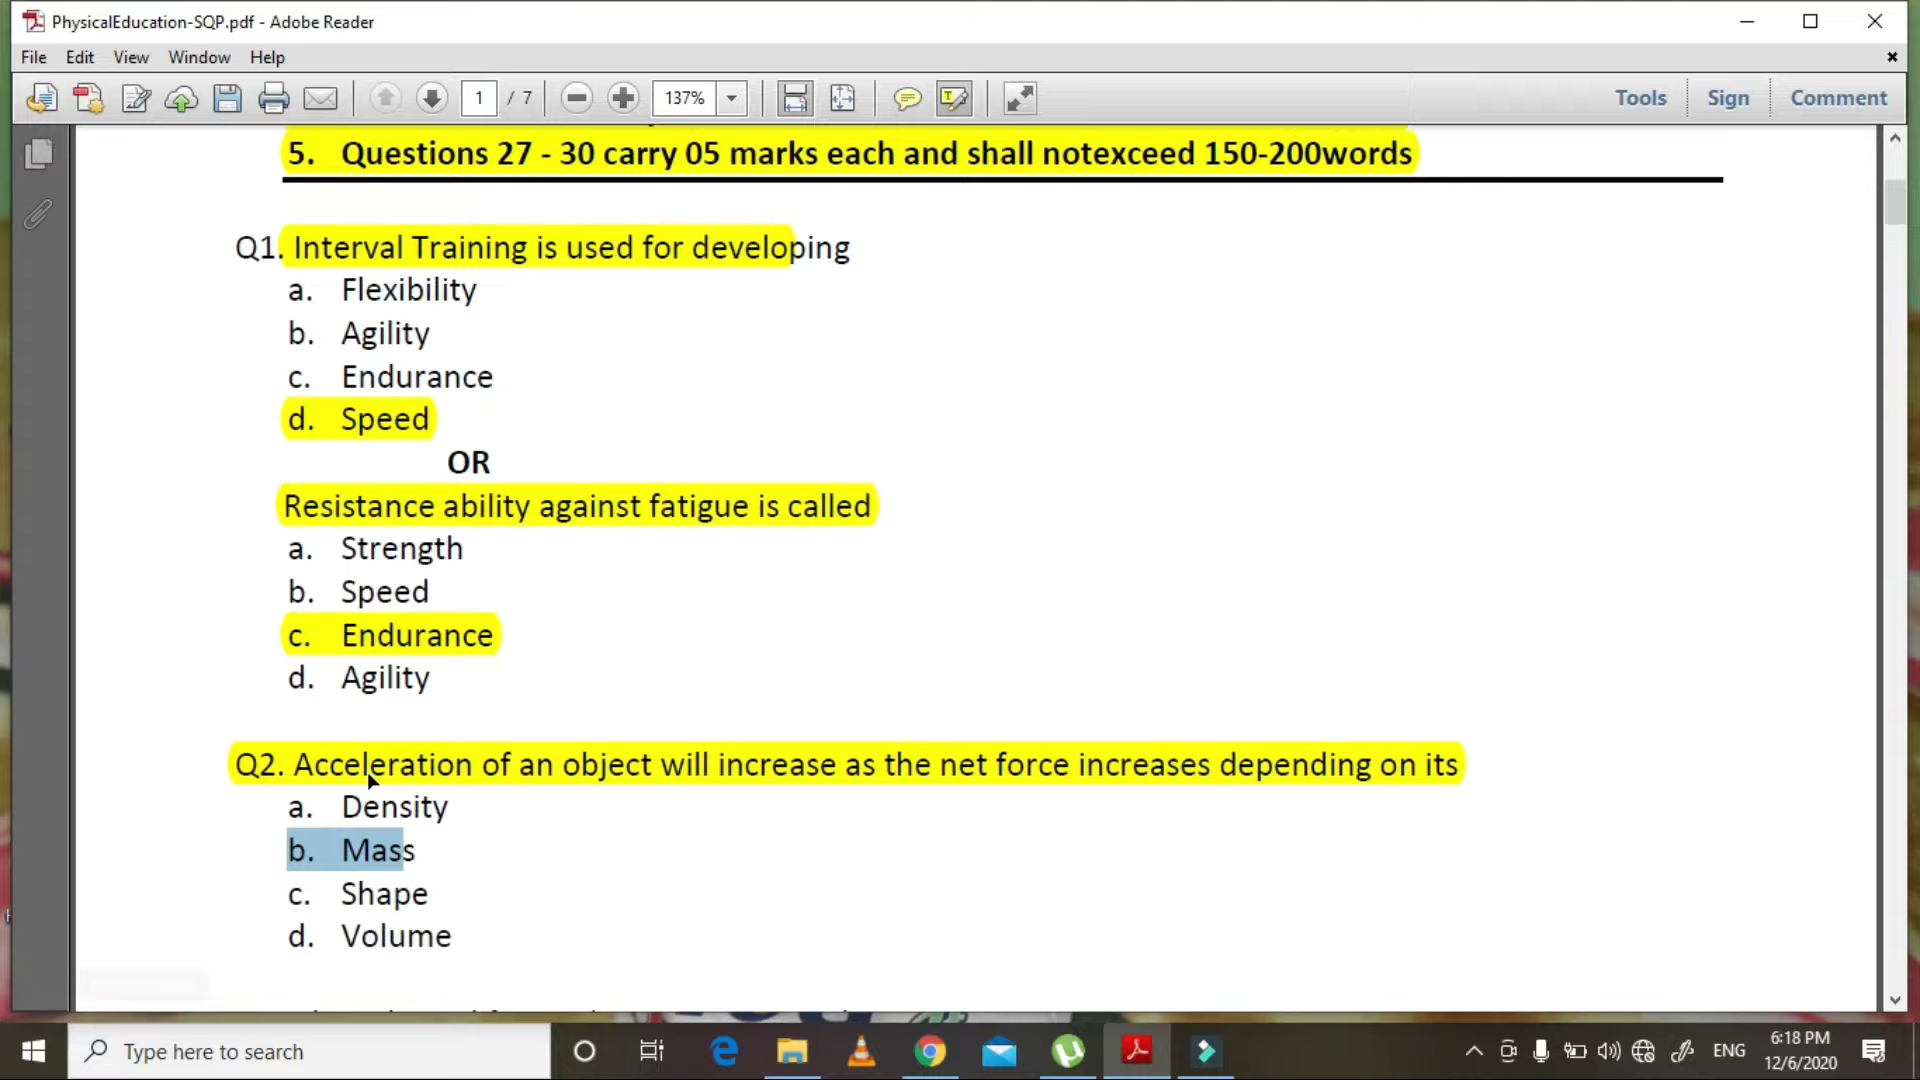 PhysicalEducation-SQP.pdf - Adobe Reader
File Edit View Window Help
1 / 7 137% Tools Sign Comment
5. Questions 27 - 30 carry 05 marks each and shall notexceed 150-200words
Q1. Interval Training is used for developing
a. Flexibility
b. Agility
c. Endurance
d. Speed
OR
Resistance ability against fatigue is called
a. Strength
b. Speed
c. Endurance
d. Agility
Q2. Acceleration of an object will increase as the net force increases depending on its
a. Density
b. Mass
c. Shape
d. Volume
Type here to search
ENG
6:18 PM
12/6/2020